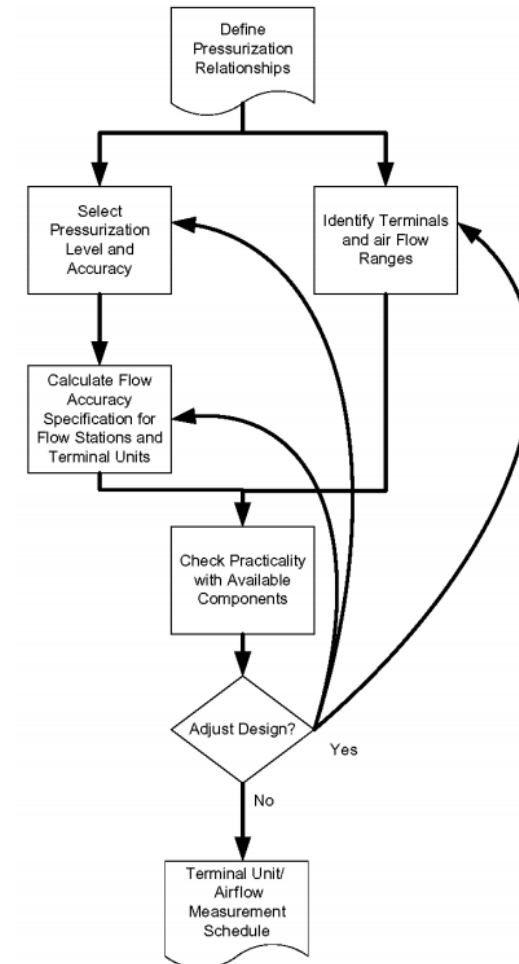 Define
Pressurization
Relationships
Select
Pressurization
Level and
Accuracy
Identify Terminals
and air Flow
Ranges
Calculate Flow
Accuracy
Specification for
Flow Stations and
Terminal Units
Check Practicality
with Available
Components
Adjust Design?
Yes
No
Terminal Unit/
Airflow
Measurement
Schedule